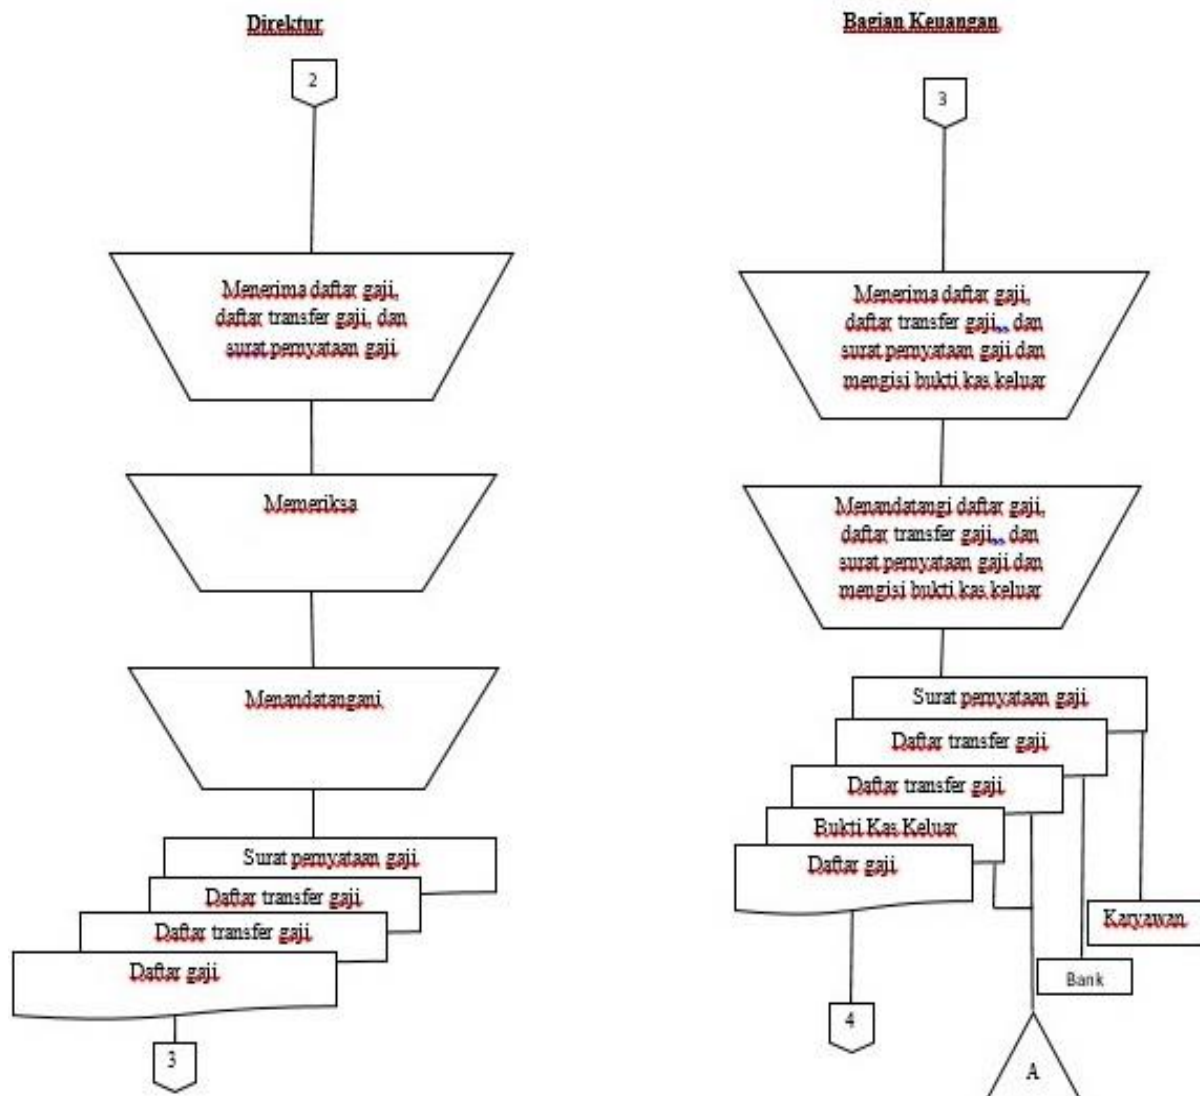 Direktur
2
Menerima daftar gaji,
daftar transfer gaji, dan
surat pernyataan gaji
Memeriksa
Menandatangani
Surat pernyataan gaji
Daftar transfer gaji
Daftar transfer gaji
Daftar gaji
3
Bagian Keuangan
3
Menerima daftar gaji,
daftar transfer gaji,, dan
surat pernyataan gaji dan
mengisi bukti kas keluar
Menandatangi daftar gaji,
daftar transfer gaji,, dan
surat pernyataan gaji dan
mengisi bukti kas keluar
Surat pernyataan gaji
Daftar transfer gaji
Daftar transfer gaji
Bukti Kas Keluar
Daftar gaji
Karyawan
Bank
4
A